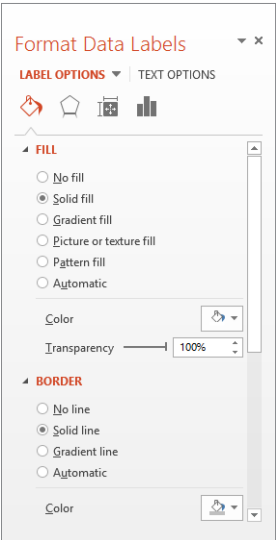 Format Data Labels
LABEL OPTIONS TEXT OPTIONS
FILL
No fill
Solid fill
Gradient fill
Picture or texture fill
Pattern fill
Automatic
Color
Transparency 100%
BORDER
No line
Solid line
Gradient line
Automatic
Color